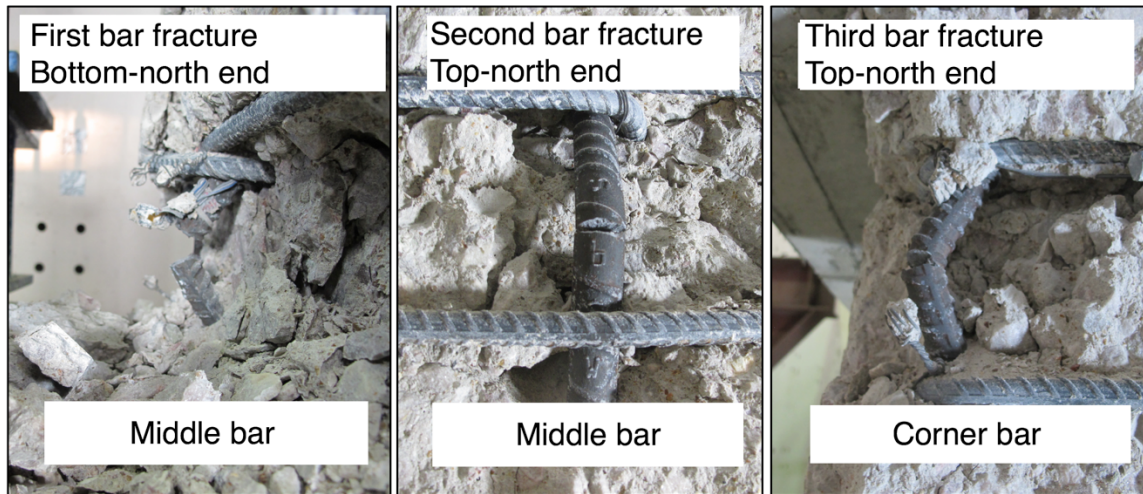 First bar fracture
Bottom-north end
Middle bar
Second bar fracture
Top-north end
Middle bar
Third bar fracture
Top-north end
Corner bar